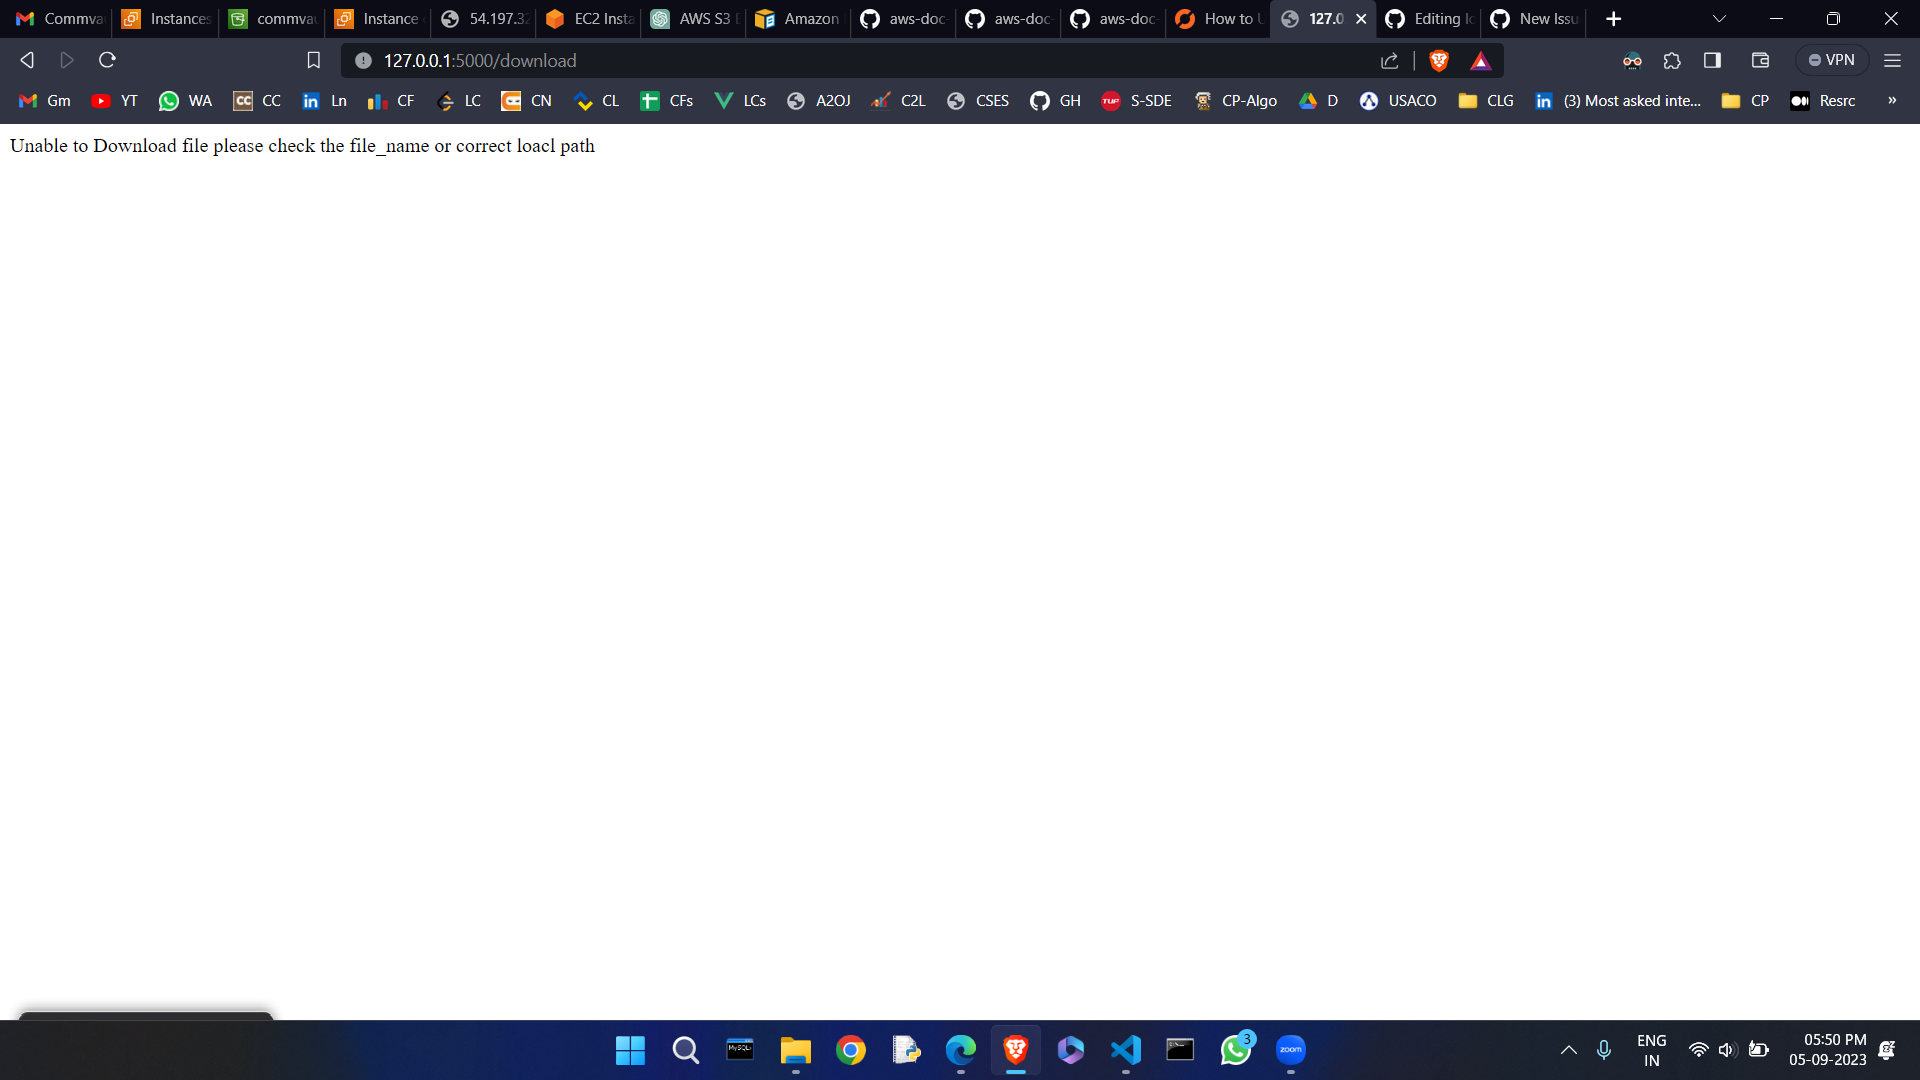 Commva
Instances
commva
Instance
54.197.32
EC2 Insta
AWS S3
Amazon
aws-doc-
aws-doc-
aws-doc-
How to U
127.0
Editing
New Issu
127.0.0.1:5000/download
VPN
Gm
YT
WA
CC
Ln
CF
LC
CN
CL
CFs
LCs
A2OJ
C2L
CSES
GH
S-SDE
CP-Algo
D
USACO
CLG
(3) Most asked inte...
CP
Resrc
»
Unable to Download file please check the file_name or correct loacl path
MySQL
3
zoom
ENG
IN
05:50 PM
05-09-2023